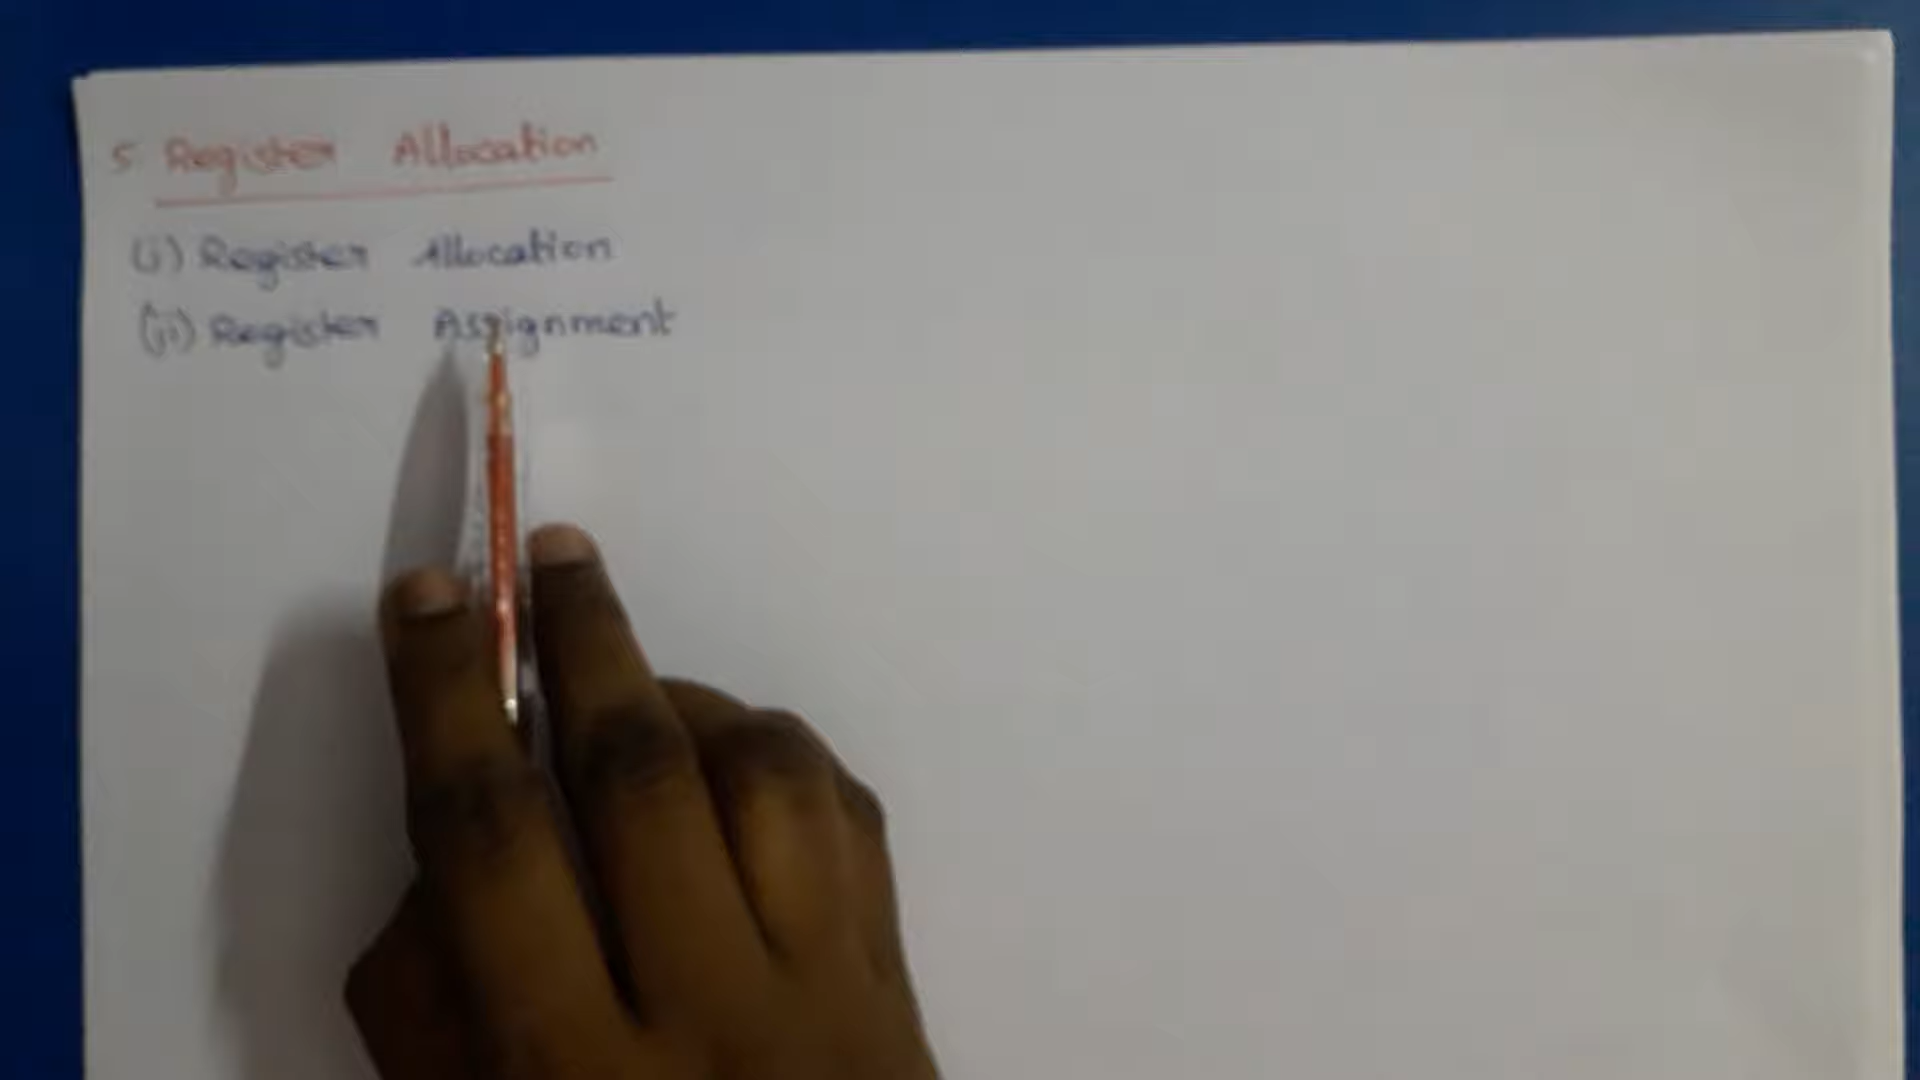 5 Register Allocation
(i) Register Allocation
(ii) Register Assignment